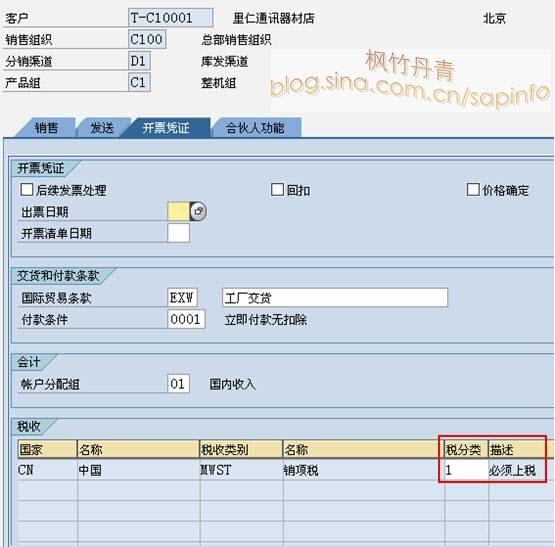 客户 T-C10001 里仁通讯器材店 北京
销售组织 C100 总部销售组织
分销渠道 D1 库发渠道
产品组 C1 整机组
枫竹丹青
blog.sina.com.cn/sapinfo
销售 发送 开票凭证 合伙人功能
开票凭证
后续发票处理 回扣 价格确定
出票日期
开票清单日期
交货和付款条款
国际贸易条款 EXW 工厂交货
付款条件 0001 立即付款无扣除
会计
帐户分配组 01 国内收入
税收
国家 名称 税收类别 名称 税分类 描述
CN 中国 MWST 销项税 1 必须上税